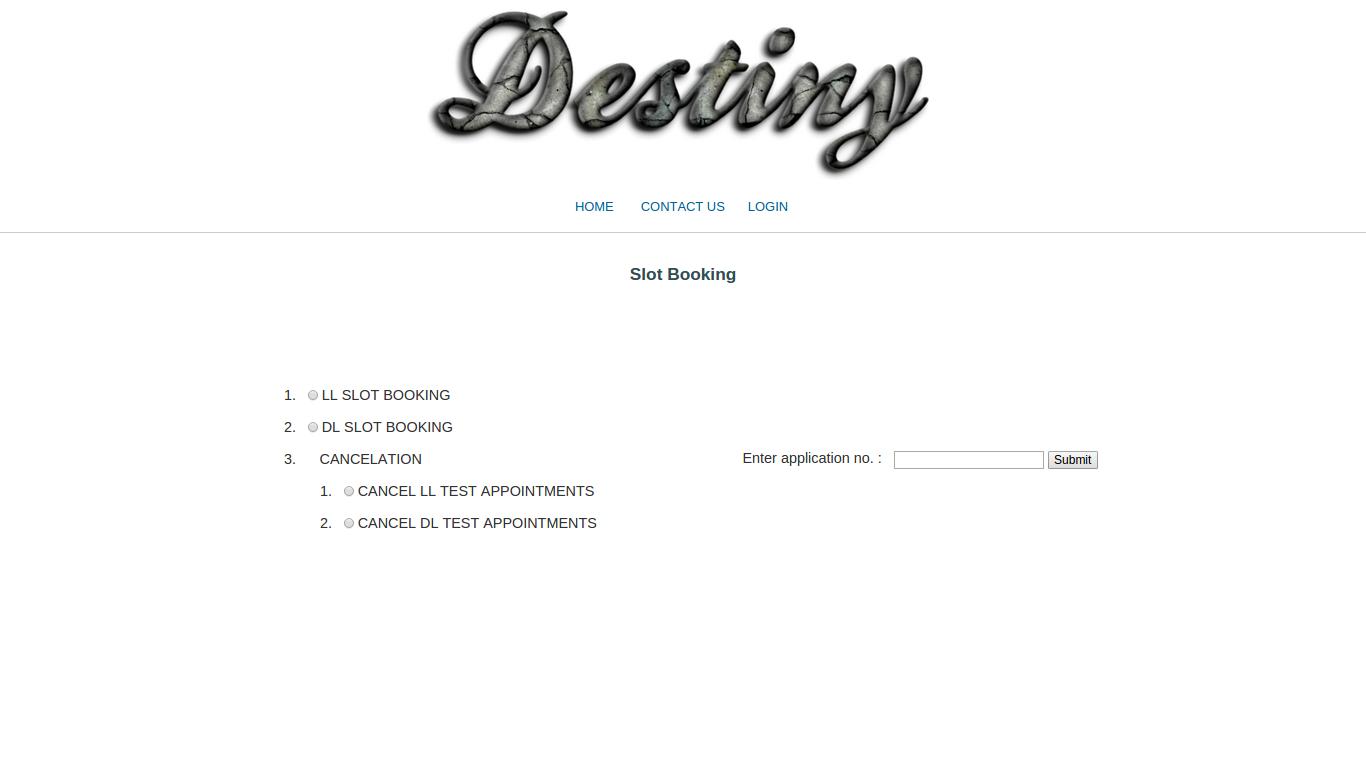 Destiny
HOME CONTACT US LOGIN
Slot Booking
1. LL SLOT BOOKING
2. DL SLOT BOOKING
3. CANCELATION
Enter application no. : Submit
1. CANCEL LL TEST APPOINTMENTS
2. CANCEL DL TEST APPOINTMENTS